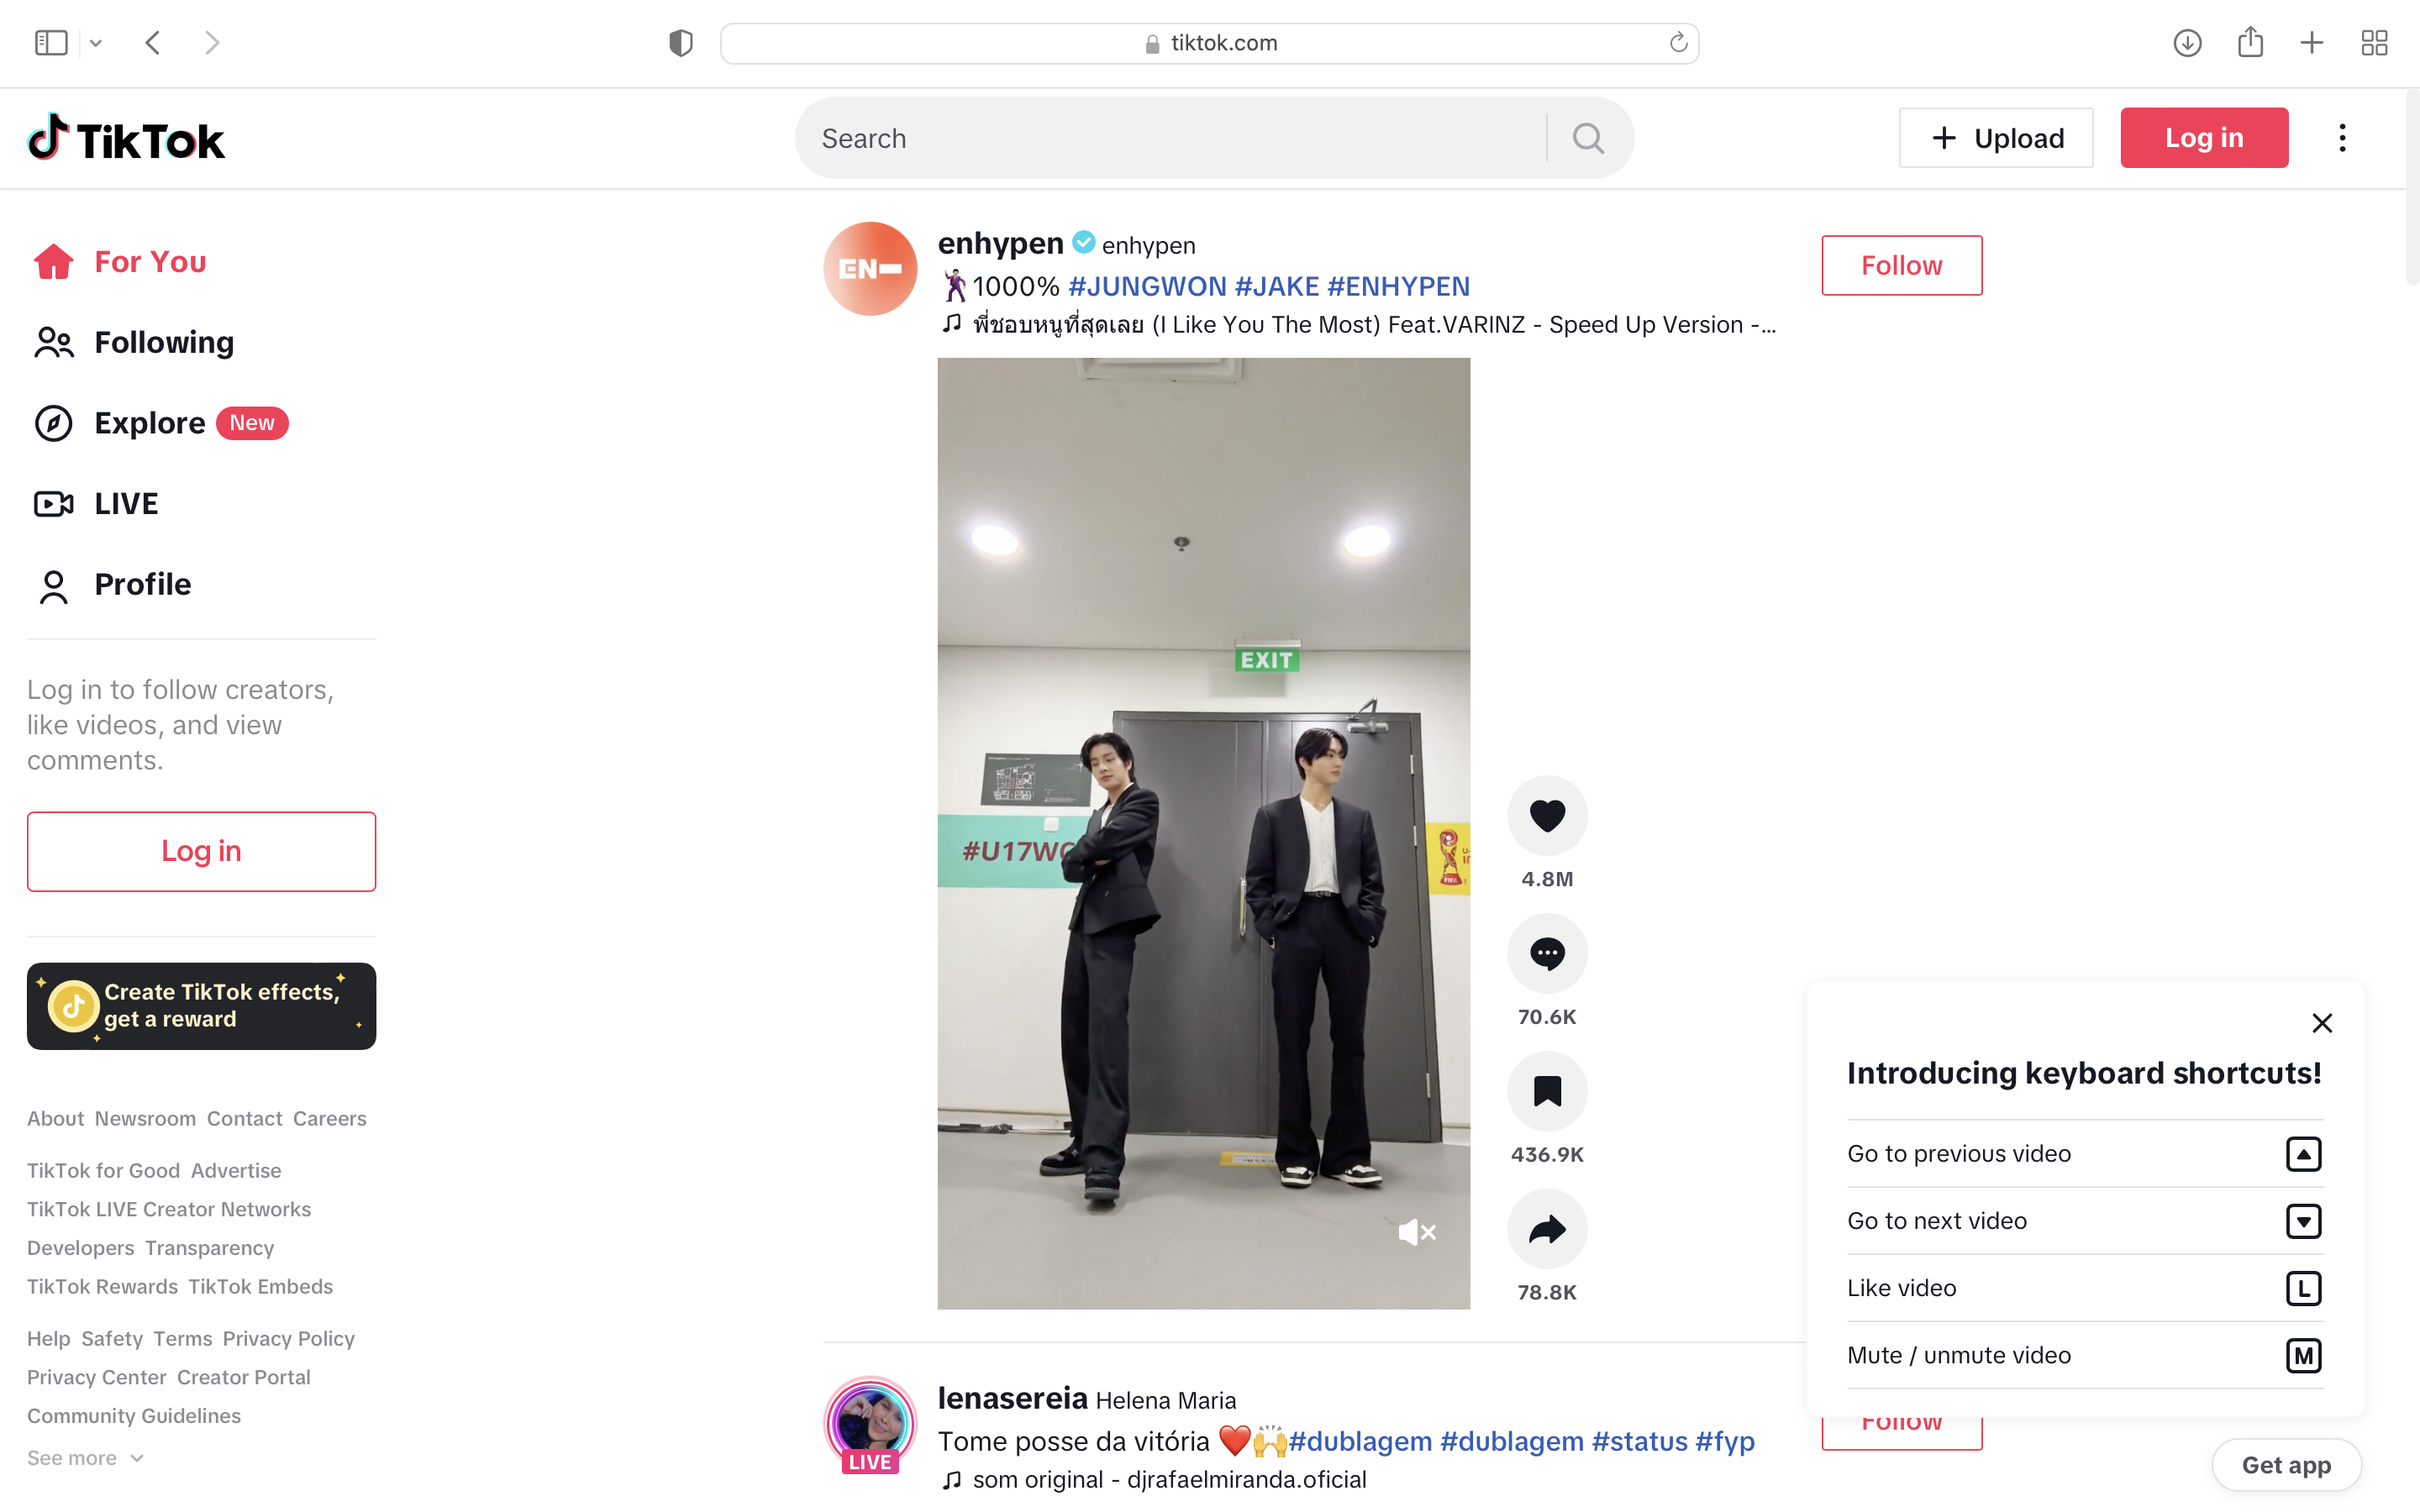 tiktok.com
TikTok
Search
Upload
Log in
For You
Following
Explore New
LIVE
Profile
Log in to follow creators,
like videos, and view
comments.
Log in
Create TikTok effects,
get a reward
About Newsroom Contact Careers
TikTok for Good Advertise
TikTok LIVE Creator Networks
Developers Transparency
TikTok Rewards TikTok Embeds
Help Safety Terms Privacy Policy
Privacy Center Creator Portal
Community Guidelines
See more
EN-
enhypen enhypen
🕺🏻1000% #JUNGWON #JAKE #ENHYPEN
พี่ชอบหนูที่สุดเลย (I Like You The Most) Feat.VARINZ - Speed Up Version -...
Follow
EXIT
#U17WC
FIFA
4.8M
70.6K
436.9K
78.8K
LIVE
lenasereia Helena Maria
Tome posse da vitória ❤️🙌#dublagem #dublagem #status #fyp
som original - djrafaelmiranda.oficial
Introducing keyboard shortcuts!
Go to previous video
Go to next video
Like video L
Mute / unmute video M
Follow
Get app